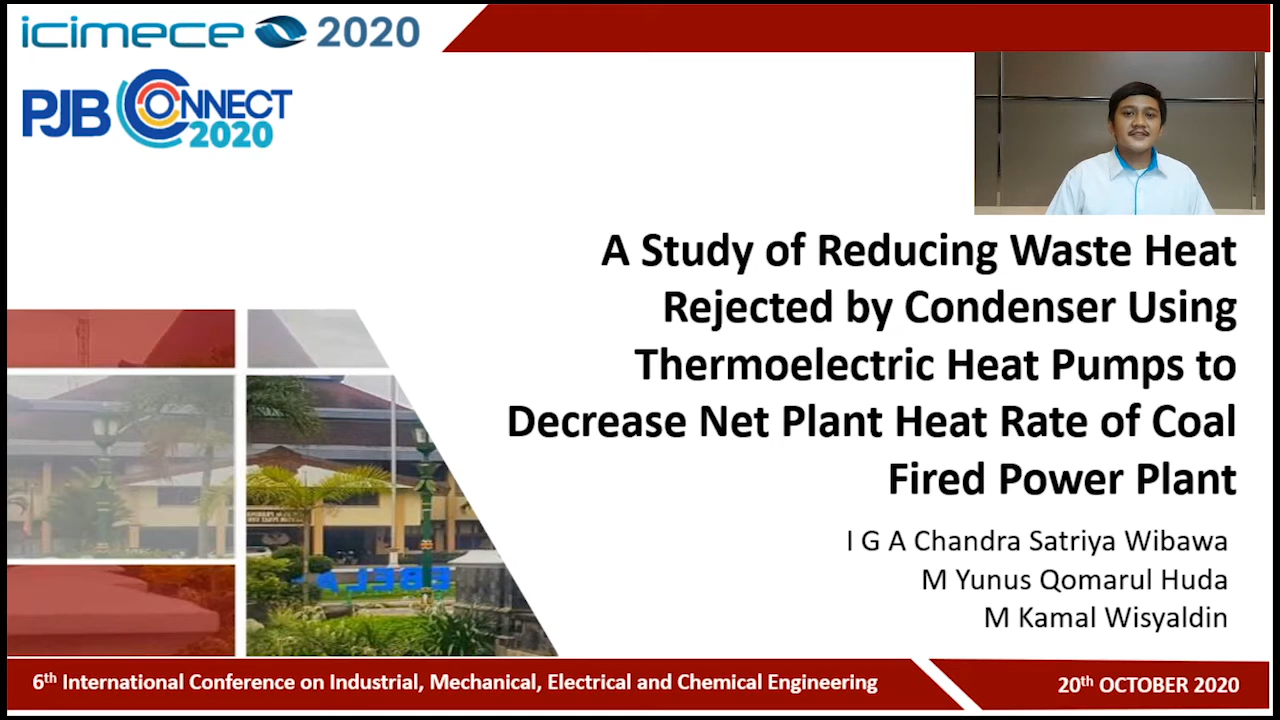 icimece 2020
PJB CONNECT
2020
A Study of Reducing Waste Heat
Rejected by Condenser Using
Thermoelectric Heat Pumps to
Decrease Net Plant Heat Rate of Coal
Fired Power Plant
I G A Chandra Satriya Wibawa
M Yunus Qomarul Huda
M Kamal Wisyaldin
6th International Conference on Industrial, Mechanical, Electrical and Chemical Engineering
20th OCTOBER 2020